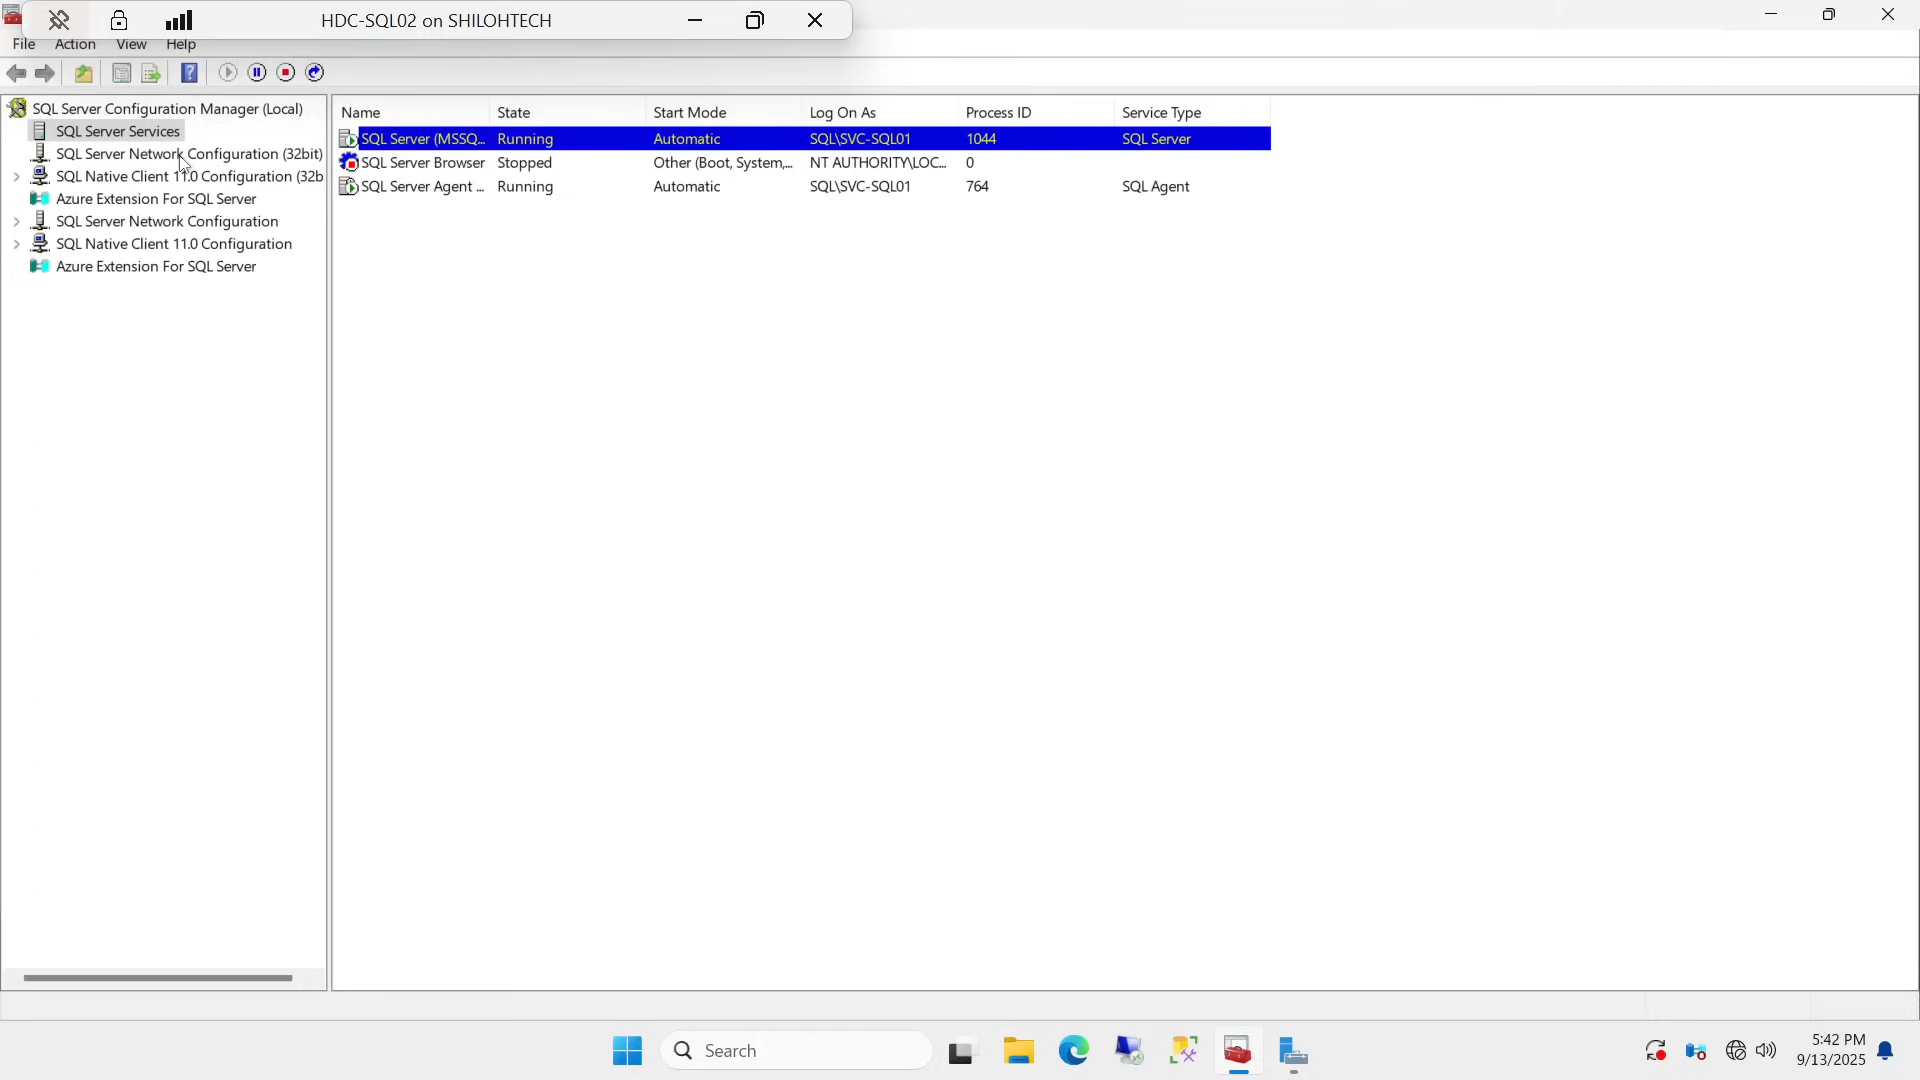 HDC-SQL02 on SHILOHTECH
File Action View Help
SQL Server Configuration Manager (Local)
SQL Server Services
SQL Server Network Configuration (32bit)
SQL Native Client 11.0 Configuration (32b
Azure Extension For SQL Server
SQL Server Network Configuration
SQL Native Client 11.0 Configuration
Azure Extension For SQL Server
Name State Start Mode Log On As Process ID Service Type
SQL Server (MSSQ... Running Automatic SQL\SVC-SQL01 1044 SQL Server
SQL Server Browser Stopped Other (Boot, System,... NT AUTHORITY\LOC... 0
SQL Server Agent ... Running Automatic SQL\SVC-SQL01 764 SQL Agent
Search
5:42 PM
9/13/2025